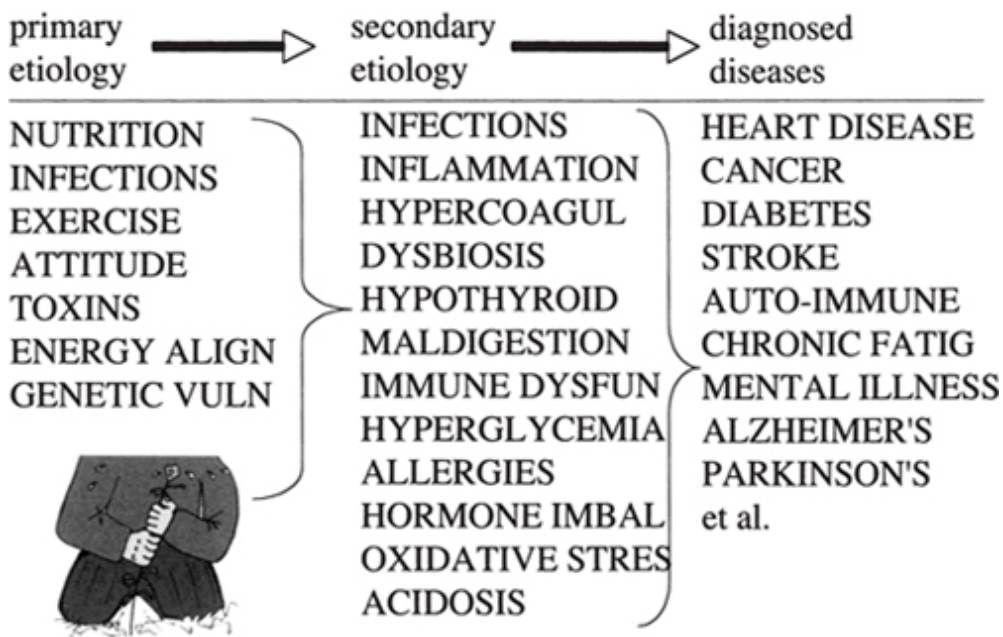 primary
etiology
secondary
etiology
diagnosed
diseases
NUTRITION
INFECTIONS
EXERCISE
ATTITUDE
TOXINS
ENERGY ALIGN
GENETIC VULN
INFECTIONS
INFLAMMATION
HYPERCOAGUL
DYSBIOSIS
HYPOTHYROID
MALDIGESTION
IMMUNE DYSFUN
HYPERGLYCEMIA
ALLERGIES
HORMONE IMBAL
OXIDATIVE STRES
ACIDOSIS
HEART DISEASE
CANCER
DIABETES
STROKE
AUTO-IMMUNE
CHRONIC FATIG
MENTAL ILLNESS
ALZHEIMER'S
PARKINSON'S
et al.